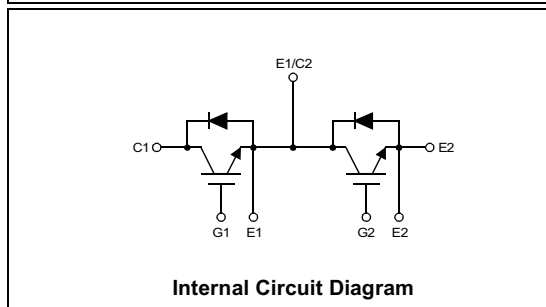 E1/C2
C1
E2
G1
E1
G2
E2
Internal Circuit Diagram